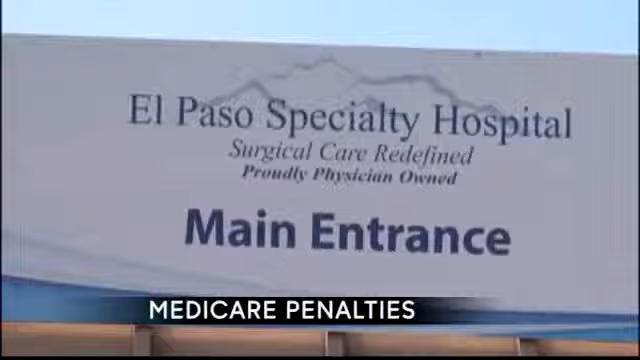 El Paso Specialty Hospital
Surgical Care Redefined
Proudly Physician Owned
Main Entrance
MEDICARE PENALTIES